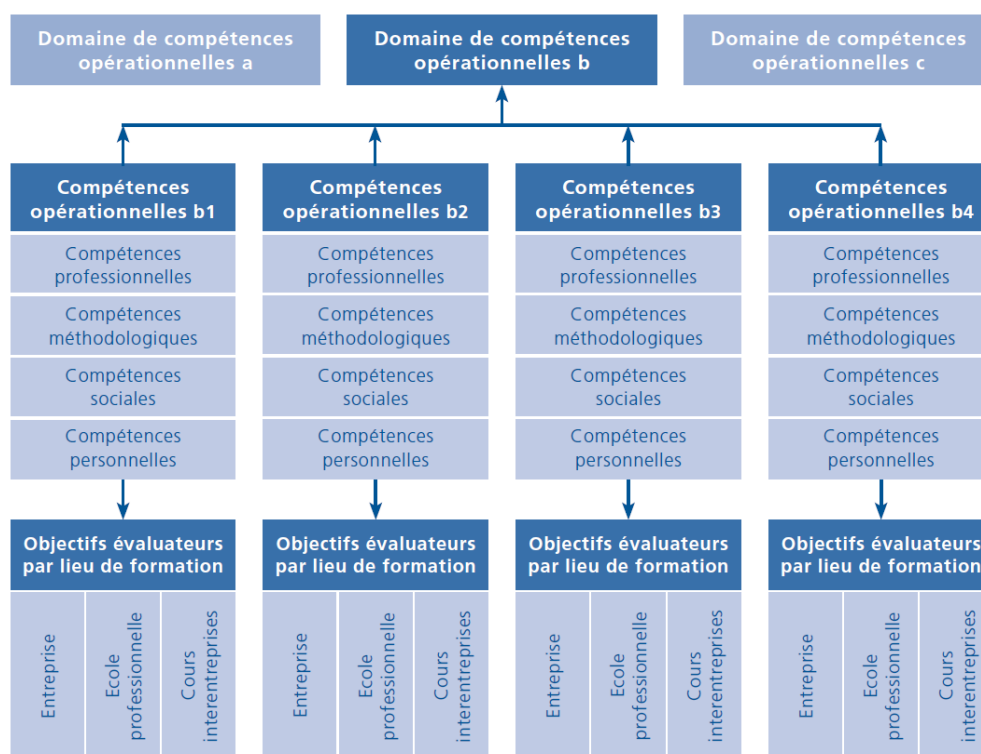 Domaine de compétences
opérationnelles a
Domaine de compétences
opérationnelles b
Domaine de compétences
opérationnelles c
Compétences
opérationnelles b1
Compétences
opérationnelles b2
Compétences
opérationnelles b3
Compétences
opérationnelles b4
Compétences
professionnelles
Compétences
professionnelles
Compétences
professionnelles
Compétences
professionnelles
Compétences
méthodologiques
Compétences
méthodologiques
Compétences
méthodologiques
Compétences
méthodologiques
Compétences
sociales
Compétences
sociales
Compétences
sociales
Compétences
sociales
Compétences
personnelles
Compétences
personnelles
Compétences
personnelles
Compétences
personnelles
Objectifs évaluateurs
par lieu de formation
Objectifs évaluateurs
par lieu de formation
Objectifs évaluateurs
par lieu de formation
Objectifs évaluateurs
par lieu de formation
Entreprise
Ecole
professionnelle
Cours
interentreprises
Entreprise
Ecole
professionnelle
Cours
interentreprises
Entreprise
Ecole
professionnelle
Cours
interentreprises
Entreprise
Ecole
professionnelle
Cours
interentreprises